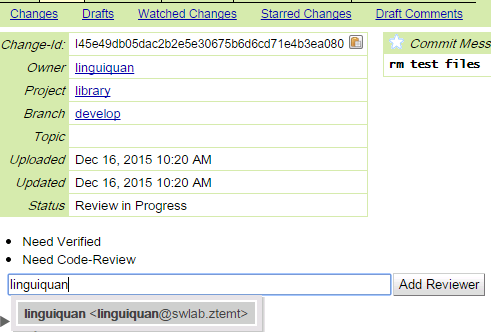 Changes Drafts Watched Changes Starred Changes Draft Comments
Change-Id: I45e49db05dac2b2e5e30675b6d6cd71e4b3ea080
Commit Mess
Owner linguiquan
rm test files
Project library
Branch develop
Topic
Uploaded Dec 16, 2015 10:20 AM
Updated Dec 16, 2015 10:20 AM
Status Review in Progress
Need Verified
Need Code-Review
linguiquan Add Reviewer
linguiquan <linguiquan@swlab.ztemt>